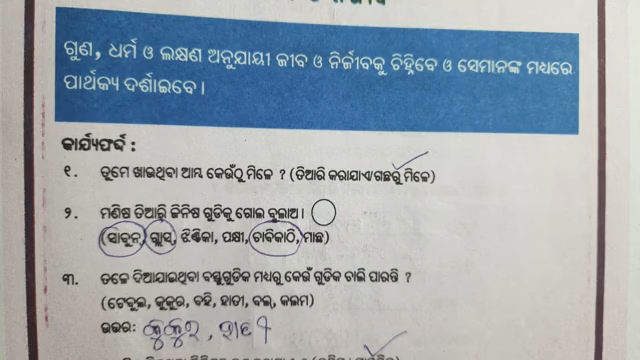 ଗୁଣ, ଧର୍ମ ଓ ଲକ୍ଷଣ ଅନୁଯାୟୀ ଜୀବ ଓ ନିର୍ଜୀବକୁ ଚିହ୍ନିବେ ଓ ସେମାନଙ୍କ ମଧ୍ୟରେ
ପାର୍ଥକ୍ୟ ଦର୍ଶାଇବେ।
କାର୍ଯ୍ୟଫର୍ଦ୍ଦ :
୧. ତୁମେ ଖାଉଥିବା ଆମ୍ବ କେଉଁଠୁ ମିଳେ ? (ତିଆରି କରାଯାଏ/ଗଛରୁ ମିଳେ)
୨. ମଣିଷ ତିଆରି ଜିନିଷ ଗୁଡିକୁ ଗୋଲ ବୁଲାଅ।
(ସାବୁନ୍, ଗ୍ଲାସ୍, ଝିଣ୍ଟିକା, ପକ୍ଷୀ, ଚାବିକାଠି, ମାଛ)
୩. ତଳେ ଦିଆଯାଇଥିବା ବସ୍ତୁଗୁଡିକ ମଧ୍ୟରୁ କେଉଁ ଗୁଡିକ ଚାଲି ପାରନ୍ତି ?
(ଟେବୁଲ୍, କୁକୁର, ବହି, ହାତୀ, ବଲ୍, କଲମ)
ଉତ୍ତର: କୁକୁର, ହାତୀ